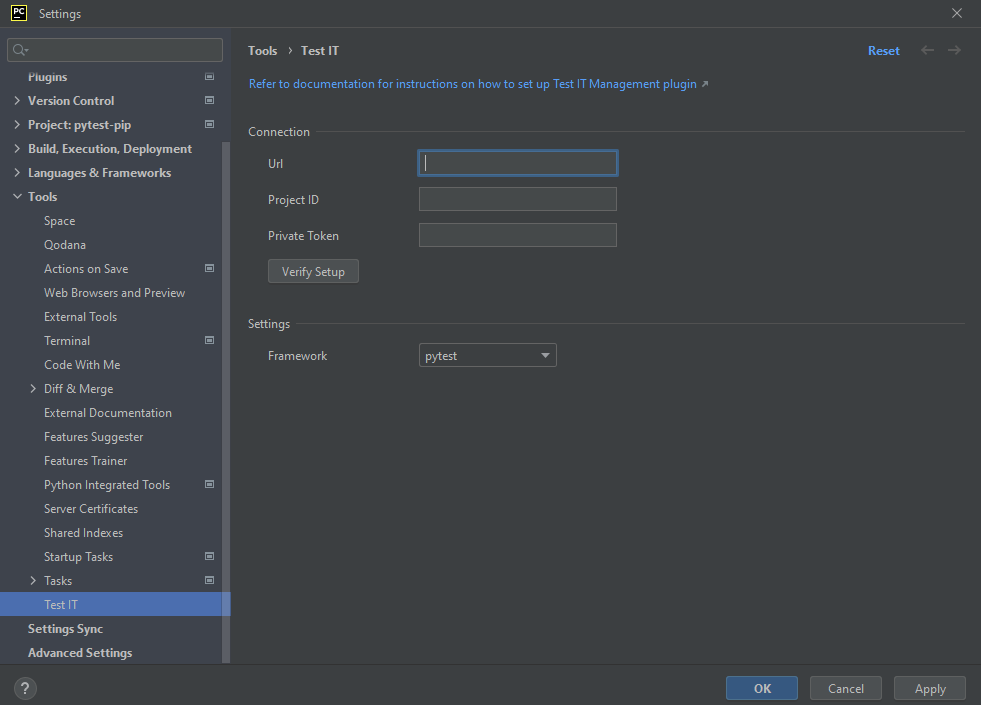 PC Settings
Plugins
Version Control
Project: pytest-pip
Build, Execution, Deployment
Languages & Frameworks
Tools
Space
Qodana
Actions on Save
Web Browsers and Preview
External Tools
Terminal
Code With Me
Diff & Merge
External Documentation
Features Suggester
Features Trainer
Python Integrated Tools
Server Certificates
Shared Indexes
Startup Tasks
Tasks
Test IT
Settings Sync
Advanced Settings
Tools › Test IT
Reset
Refer to documentation for instructions on how to set up Test IT Management plugin ↗
Connection
Url
Project ID
Private Token
Verify Setup
Settings
Framework pytest
?
OK Cancel Apply